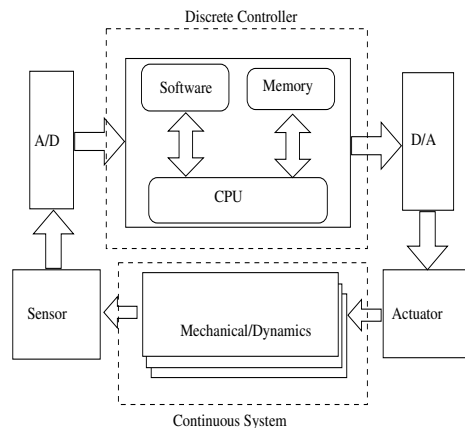 Discrete Controller
Software
Memory
A/D
D/A
CPU
Sensor
Mechanical/Dynamics
Actuator
Continuous System